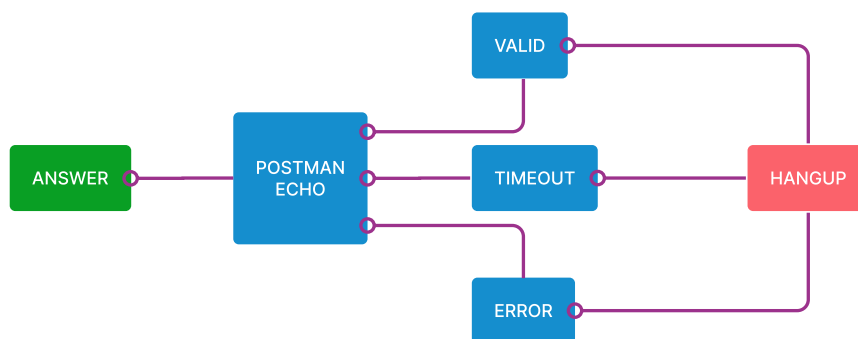 VALID
ANSWER
POSTMAN
ECHO
TIMEOUT
HANGUP
ERROR